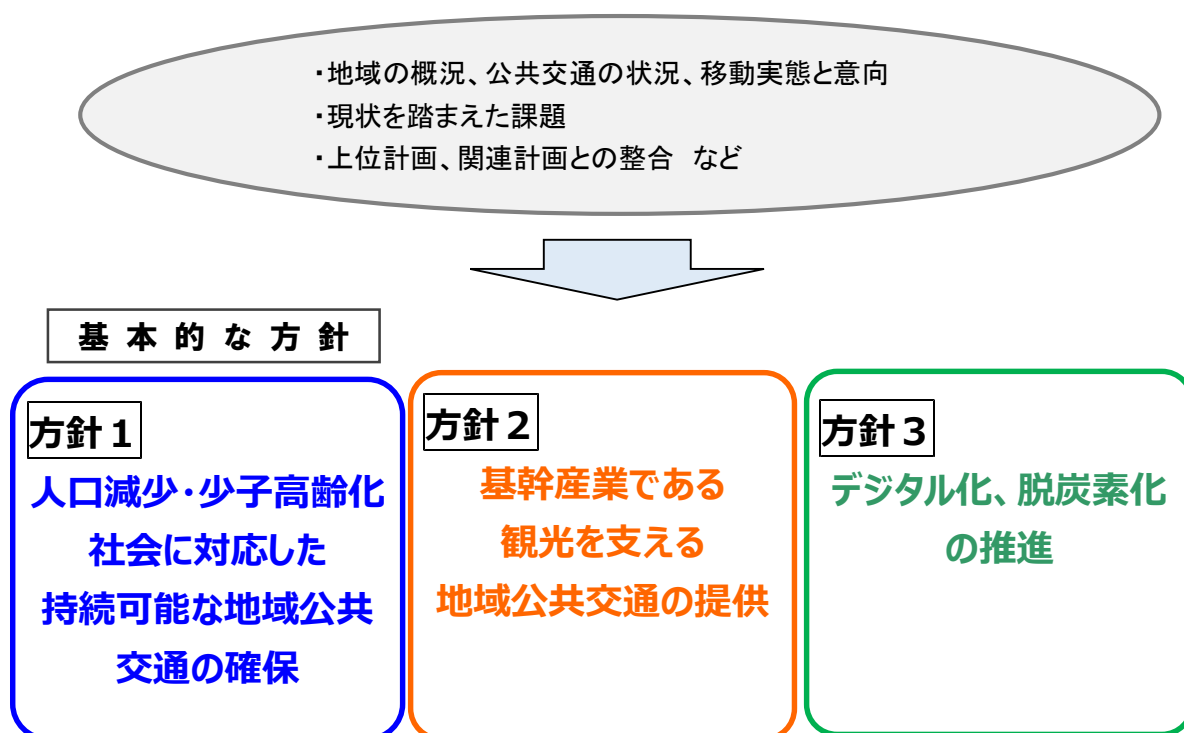 ・地域の概況、公共交通の状況、移動実態と意向
・現状を踏まえた課題
・上位計画、関連計画との整合　など
基本的な方針
方針１
人口減少・少子高齢化
社会に対応した
持続可能な地域公共
交通の確保
方針２
基幹産業である
観光を支える
地域公共交通の提供
方針３
デジタル化、脱炭素化
の推進